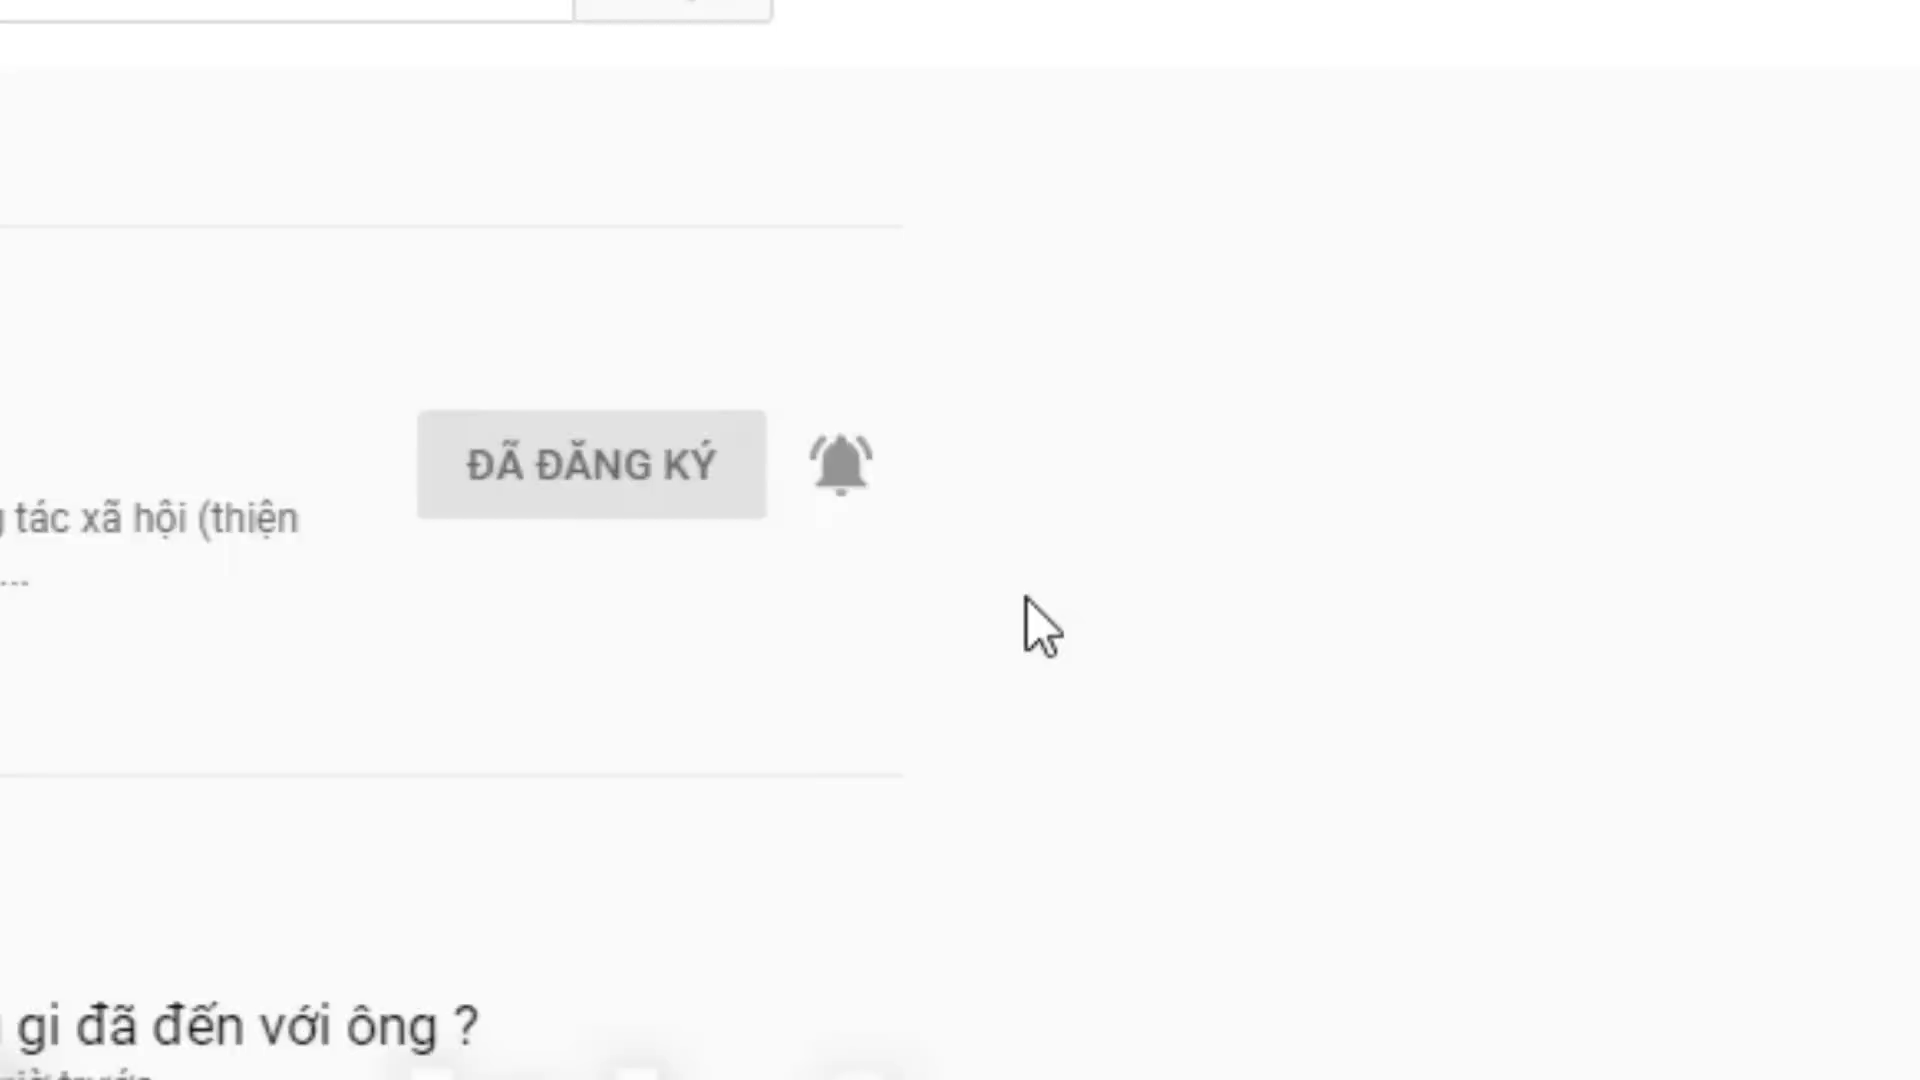 ĐÃ ĐĂNG KÝ
tác xã hội (thiện
...
gi đã đến với ông ?